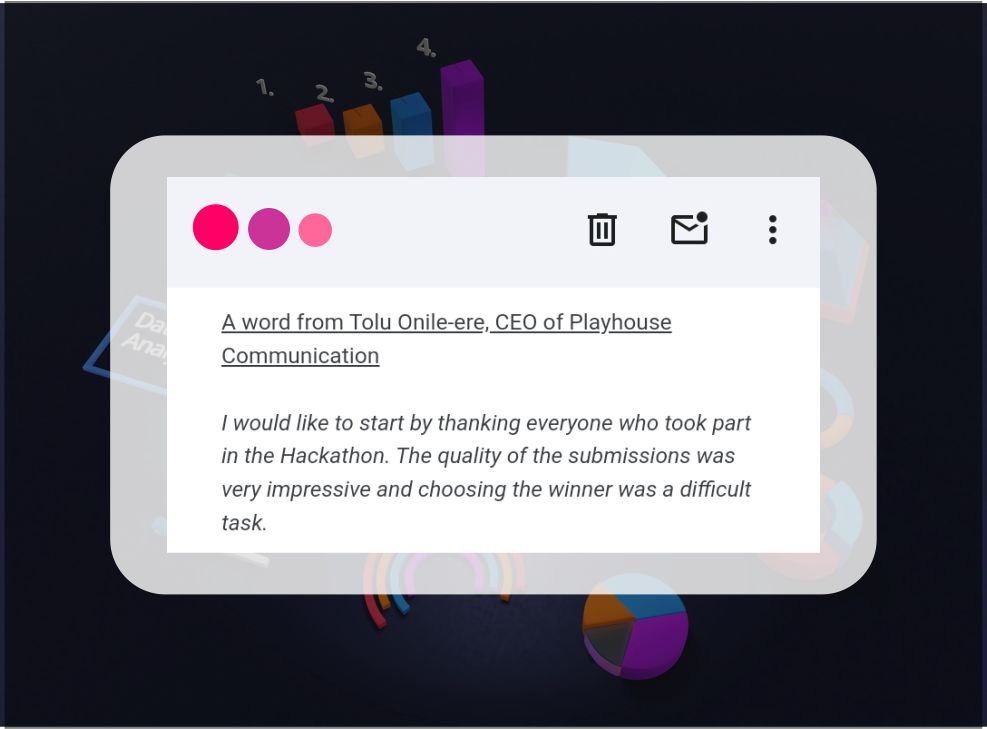 1.
2.
3.
4.
A word from Tolu Onile-ere, CEO of Playhouse
Communication
I would like to start by thanking everyone who took part
in the Hackathon. The quality of the submissions was
very impressive and choosing the winner was a difficult
task.